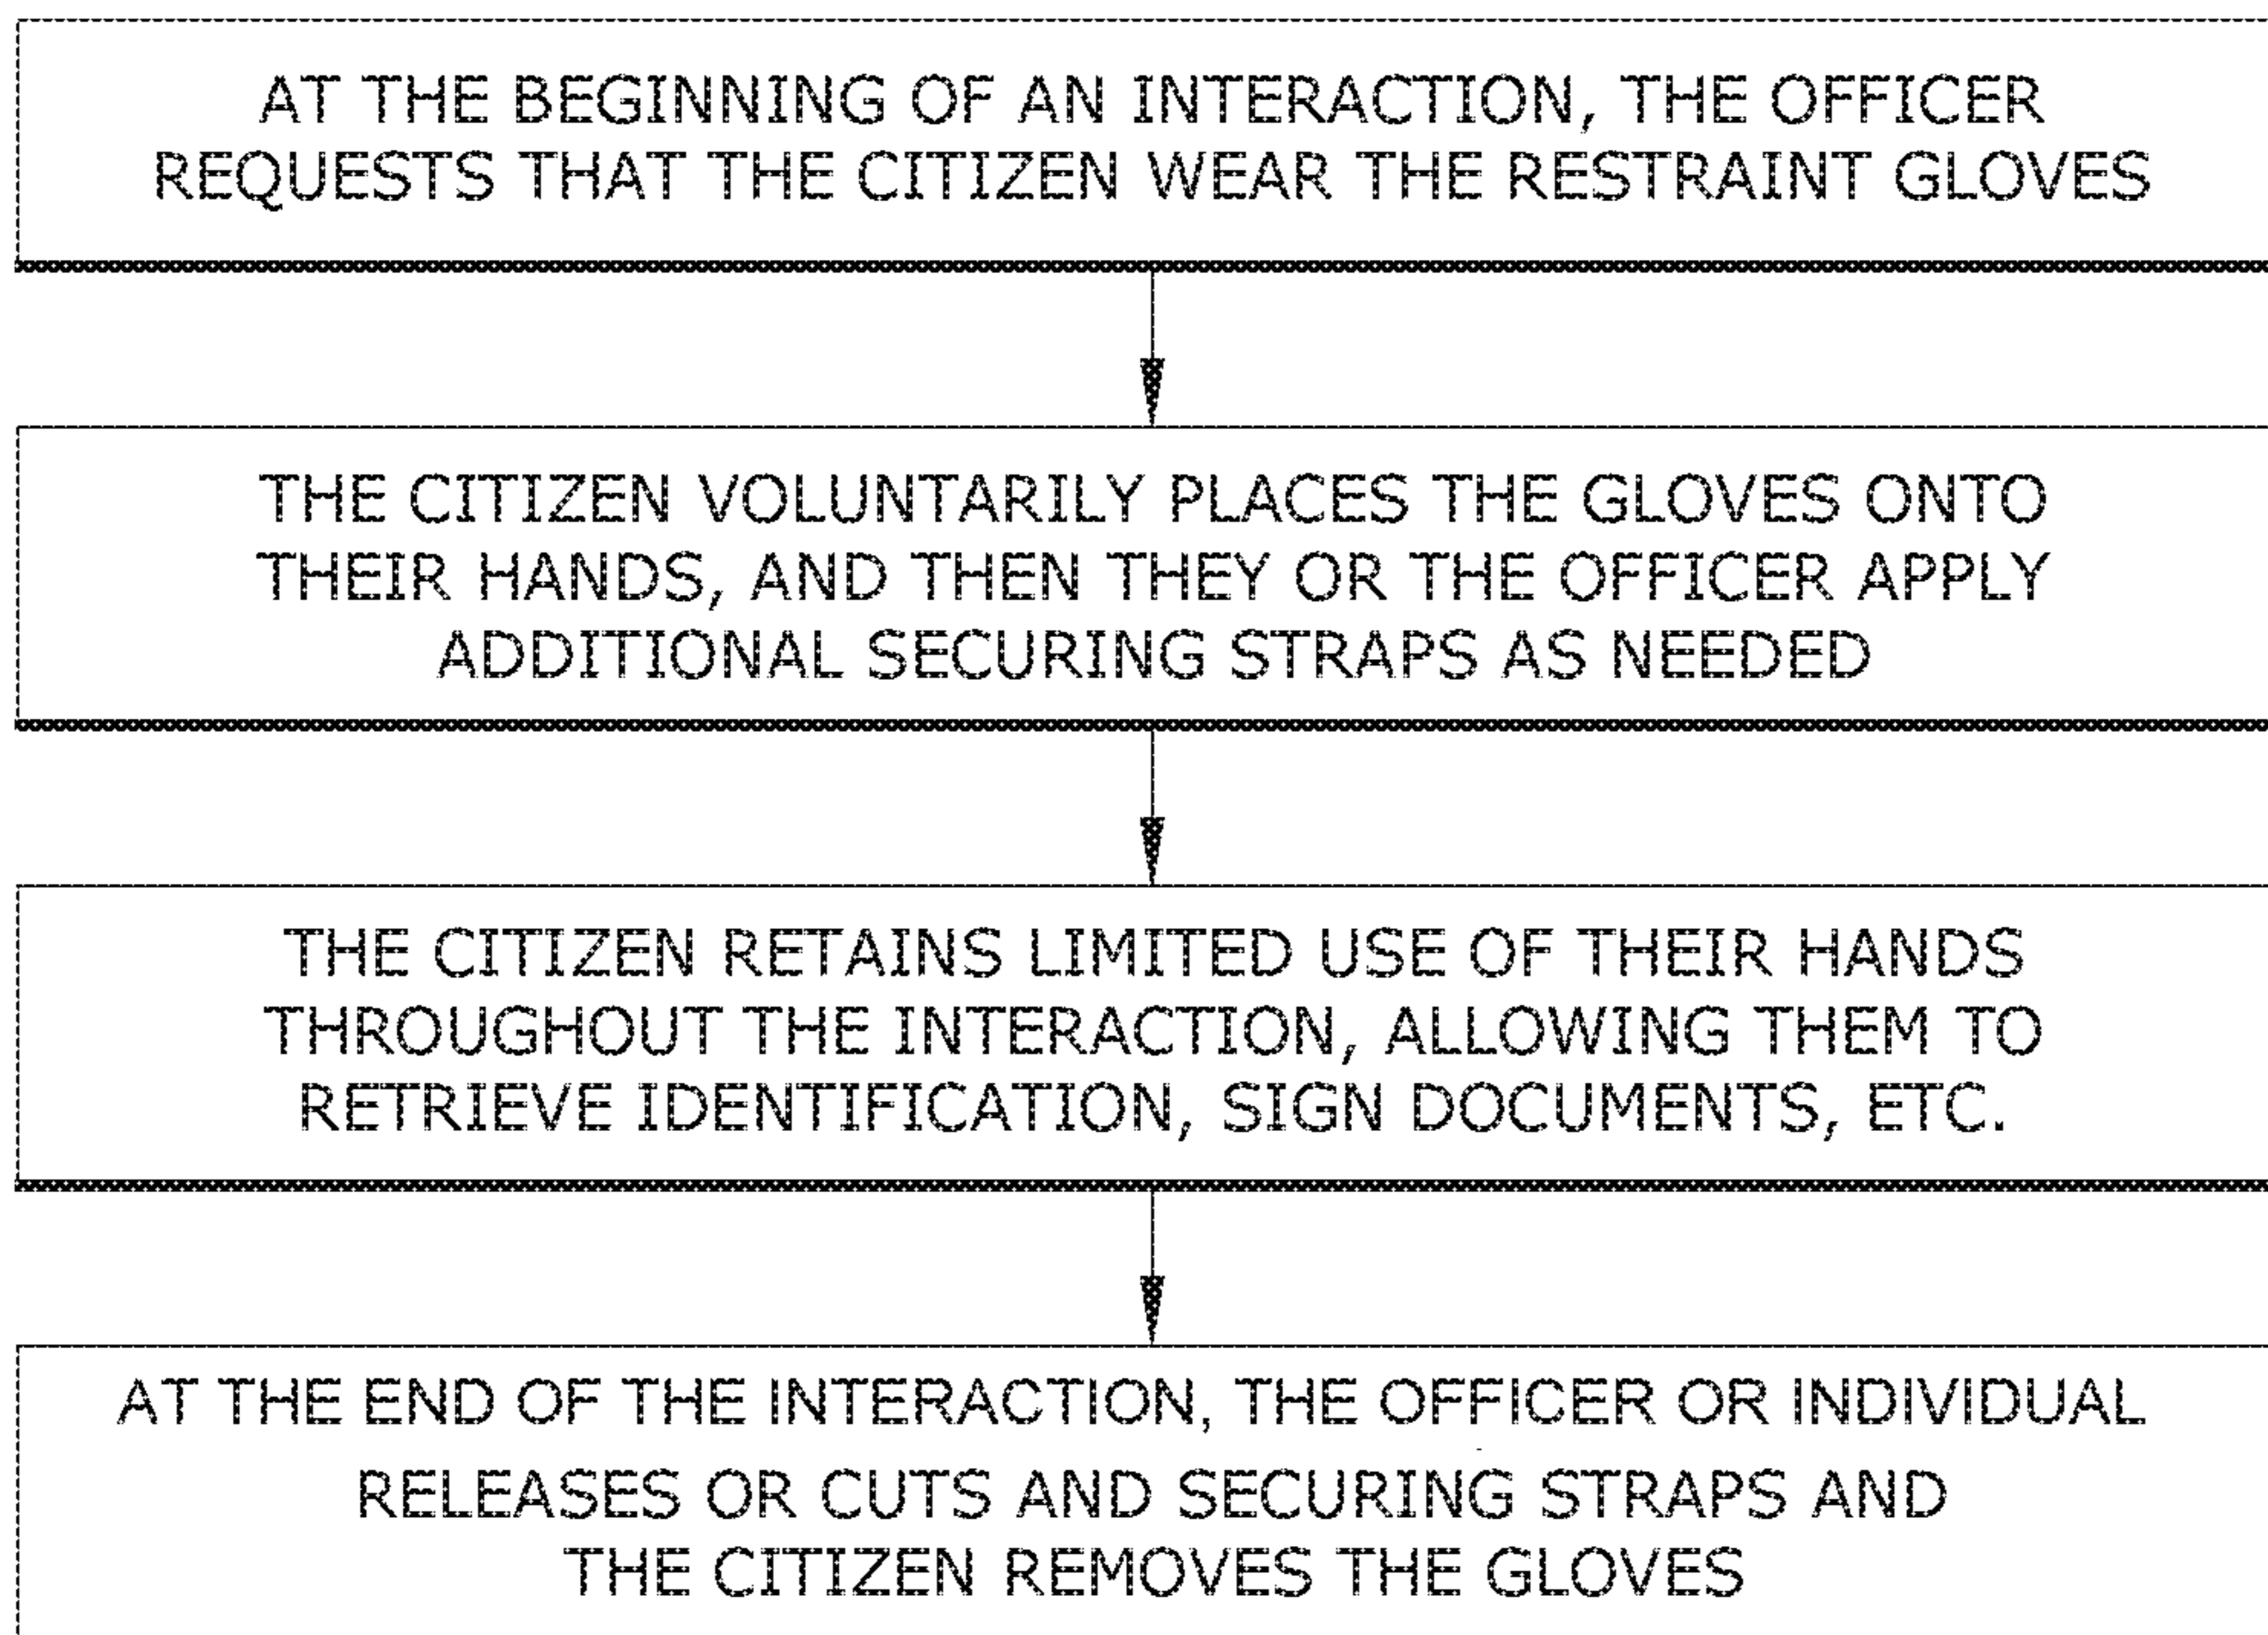 AT THE BEGINNING OF AN INTERACTION, THE OFFICER
REQUESTS THAT THE CITIZEN WEAR THE RESTRAINT GLOVES
THE CITIZEN VOLUNTARILY PLACES THE GLOVES ONTO
THEIR HANDS, AND THEN THEY OR THE OFFICER APPLY
ADDITIONAL SECURING STRAPS AS NEEDED
THE CITIZEN RETAINS LIMITED USE OF THEIR HANDS
THROUGHOUT THE INTERACTION, ALLOWING THEM TO
RETRIEVE IDENTIFICATION, SIGN DOCUMENTS, ETC.
AT THE END OF THE INTERACTION, THE OFFICER OR INDIVIDUAL
RELEASES OR CUTS AND SECURING STRAPS AND
THE CITIZEN REMOVES THE GLOVES